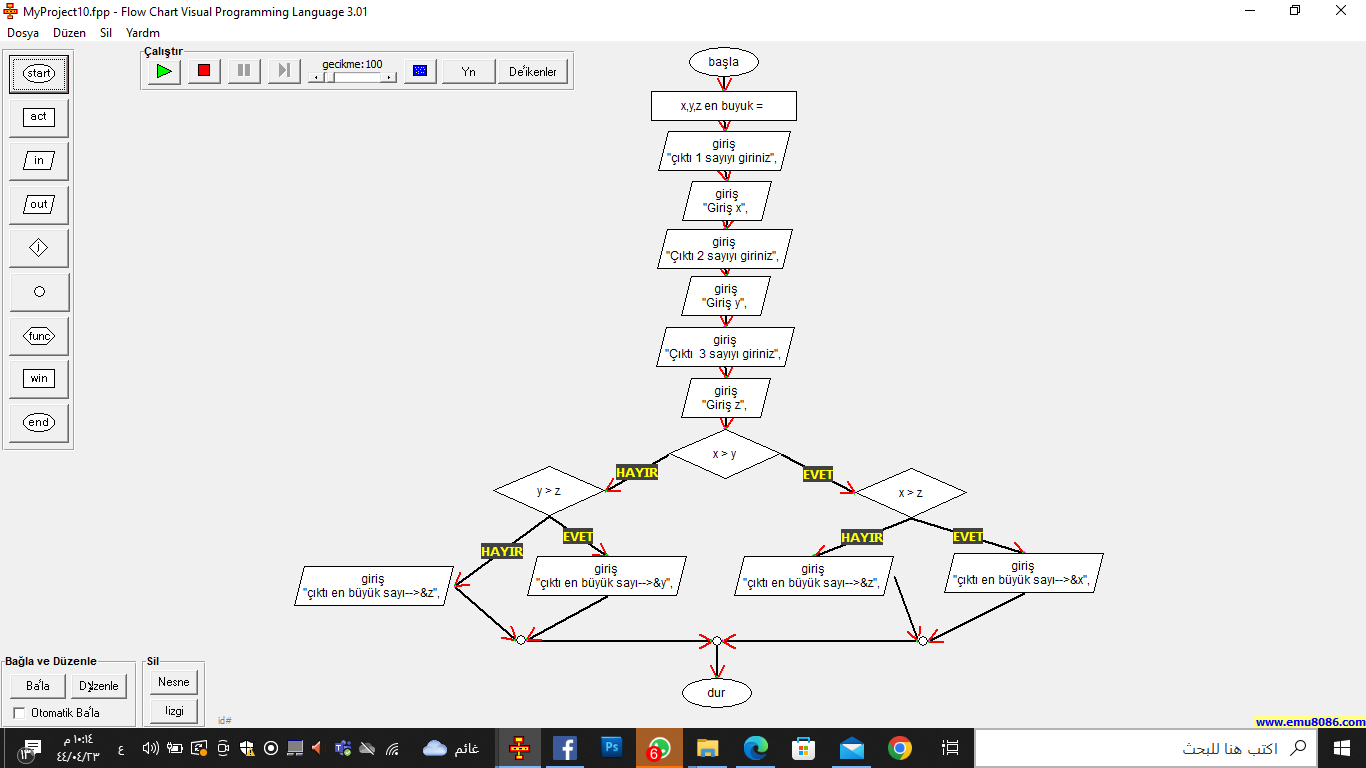 MyProject10.fpp - Flow Chart Visual Programming Language 3.01
Dosya Düzen Sil Yardm
start
act
in
out
j
func
win
end
Çalıştır
gecikme:100
Yn
De'ikenler
başla
x,y,z en buyuk =
giriş
"çıktı 1 sayıyı giriniz",
giriş
"Giriş x",
giriş
"Çıktı 2 sayıyı giriniz",
giriş
"Giriş y",
giriş
"Çıktı  3 sayıyı giriniz",
giriş
"Giriş z",
x > y
HAYIR
EVET
y > z
x > z
HAYIR
EVET
HAYIR
EVET
giriş
"çıktı en büyük sayı-->&z",
giriş
"çıktı en büyük sayı-->&y",
giriş
"çıktı en büyük sayı-->&z",
giriş
"çıktı en büyük sayı-->&x",
dur
Bağla ve Düzenle
Ba'la
Otomatik Ba'la
Sil
Nesne
lizgi
id#
www.emu8086.com
١٣
١٠:١٤ م
٤٤/٠٤/٢٣
ع
غائم
Ps
6
اكتب هنا للبحث